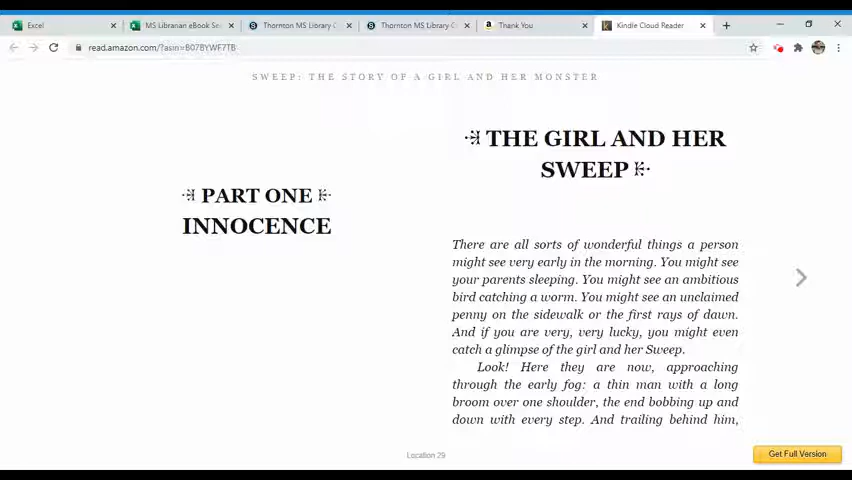 Excel
MS Librarian eBook Se
Thornton MS Library C
Thornton MS Library C
Thank You
Kindle Cloud Reader
read.amazon.com/?asin=B07BYWF7TB
SWEEP: THE STORY OF A GIRL AND HER MONSTER
PART ONE
INNOCENCE
THE GIRL AND HER
SWEEP
There are all sorts of wonderful things a person
might see very early in the morning. You might see
your parents sleeping. You might see an ambitious
bird catching a worm. You might see an unclaimed
penny on the sidewalk or the first rays of dawn.
And if you are very, very lucky, you might even
catch a glimpse of the girl and her Sweep.
Look! Here they are now, approaching
through the early fog: a thin man with a long
broom over one shoulder, the end bobbing up and
down with every step. And trailing behind him,
Location 29
Get Full Version